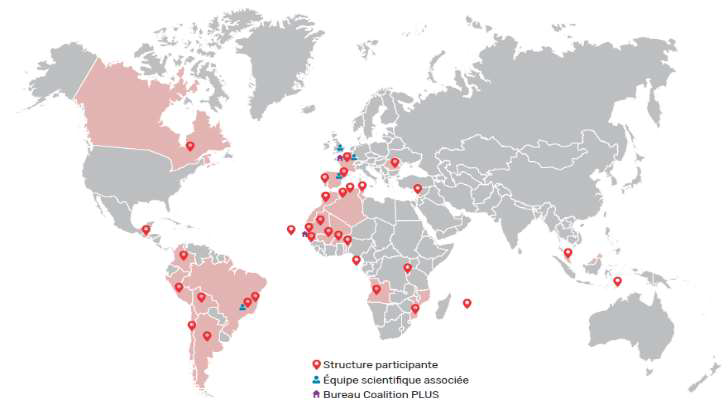 Structure participante
Équipe scientifique associée
Bureau Coalition PLUS